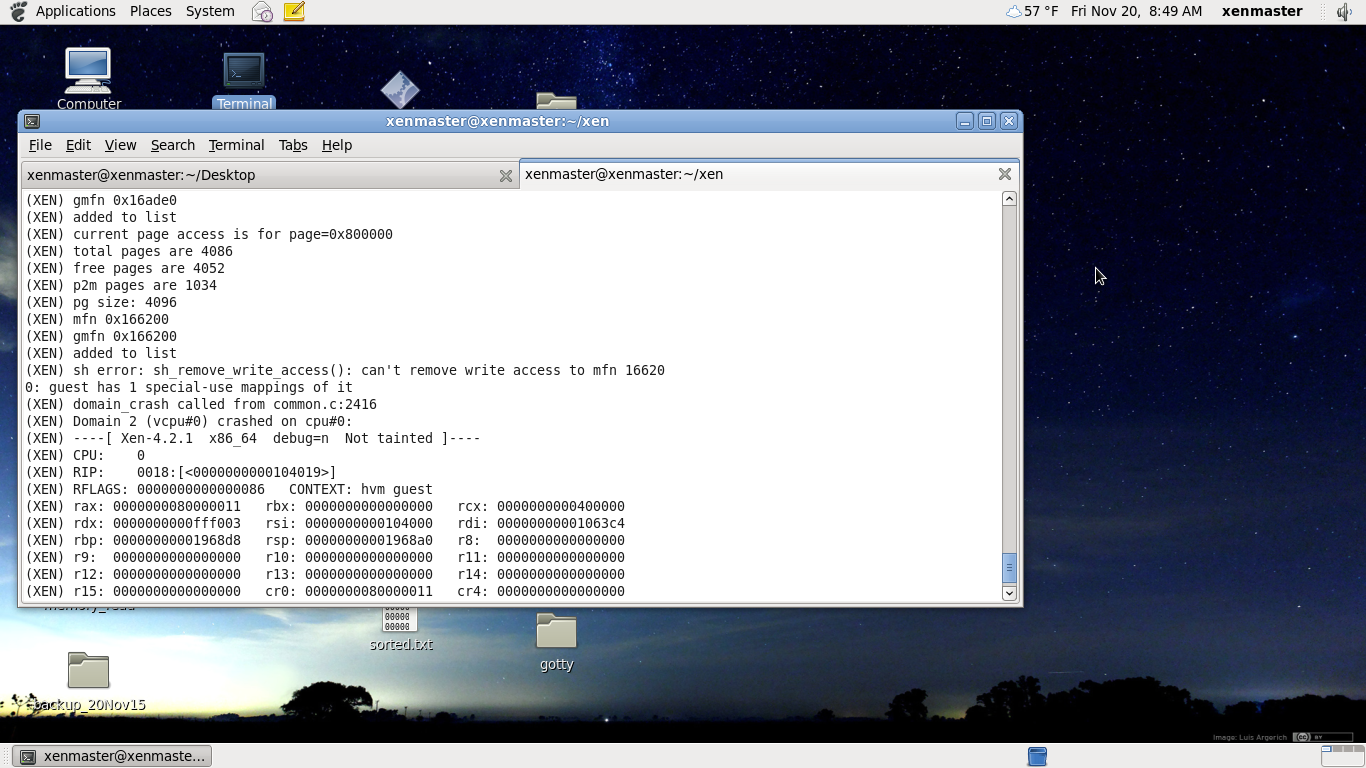 Applications Places System 57 °F Fri Nov 20, 8:49 AM xenmaster
Computer
Terminal
xenmaster@xenmaster:~/xen
File Edit View Search Terminal Tabs Help
xenmaster@xenmaster:~/Desktop xenmaster@xenmaster:~/xen
(XEN) gmfn 0x16ade0
(XEN) added to list
(XEN) current page access is for page=0x800000
(XEN) total pages are 4086
(XEN) free pages are 4052
(XEN) p2m pages are 1034
(XEN) pg size: 4096
(XEN) mfn 0x166200
(XEN) gmfn 0x166200
(XEN) added to list
(XEN) sh error: sh_remove_write_access(): can't remove write access to mfn 16620
0: guest has 1 special-use mappings of it
(XEN) domain_crash called from common.c:2416
(XEN) Domain 2 (vcpu#0) crashed on cpu#0:
(XEN) ----[ Xen-4.2.1  x86_64  debug=n  Not tainted ]----
(XEN) CPU:    0
(XEN) RIP:    0018:[<0000000000104019>]
(XEN) RFLAGS: 0000000000000086   CONTEXT: hvm guest
(XEN) rax: 0000000080000011   rbx: 0000000000000000   rcx: 0000000000400000
(XEN) rdx: 0000000000fff003   rsi: 0000000000104000   rdi: 00000000001063c4
(XEN) rbp: 00000000001968d8   rsp: 00000000001968a0   r8:  0000000000000000
(XEN) r9:  0000000000000000   r10: 0000000000000000   r11: 0000000000000000
(XEN) r12: 0000000000000000   r13: 0000000000000000   r14: 0000000000000000
(XEN) r15: 0000000000000000   cr0: 0000000080000011   cr4: 0000000000000000
memory_read
sorted.txt
gotty
backup_20Nov15
Image: Luis Argerich cc BY
xenmaster@xenmaste...